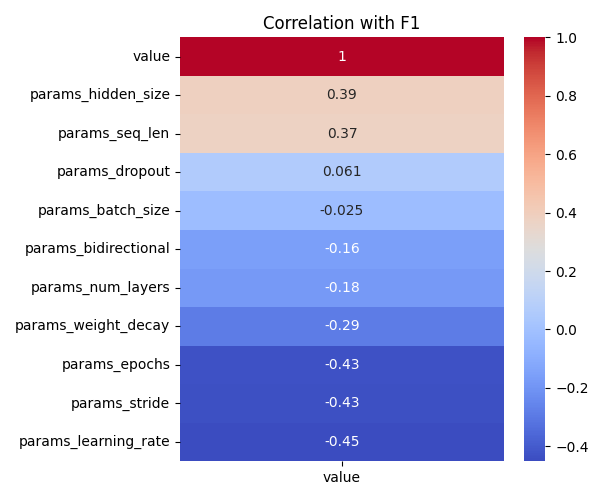 Correlation with F1
value 1
params_hidden_size 0.39
params_seq_len 0.37
params_dropout 0.061
params_batch_size -0.025
params_bidirectional -0.16
params_num_layers -0.18
params_weight_decay -0.29
params_epochs -0.43
params_stride -0.43
params_learning_rate -0.45
value
1.0
0.8
0.6
0.4
0.2
0.0
−0.2
−0.4